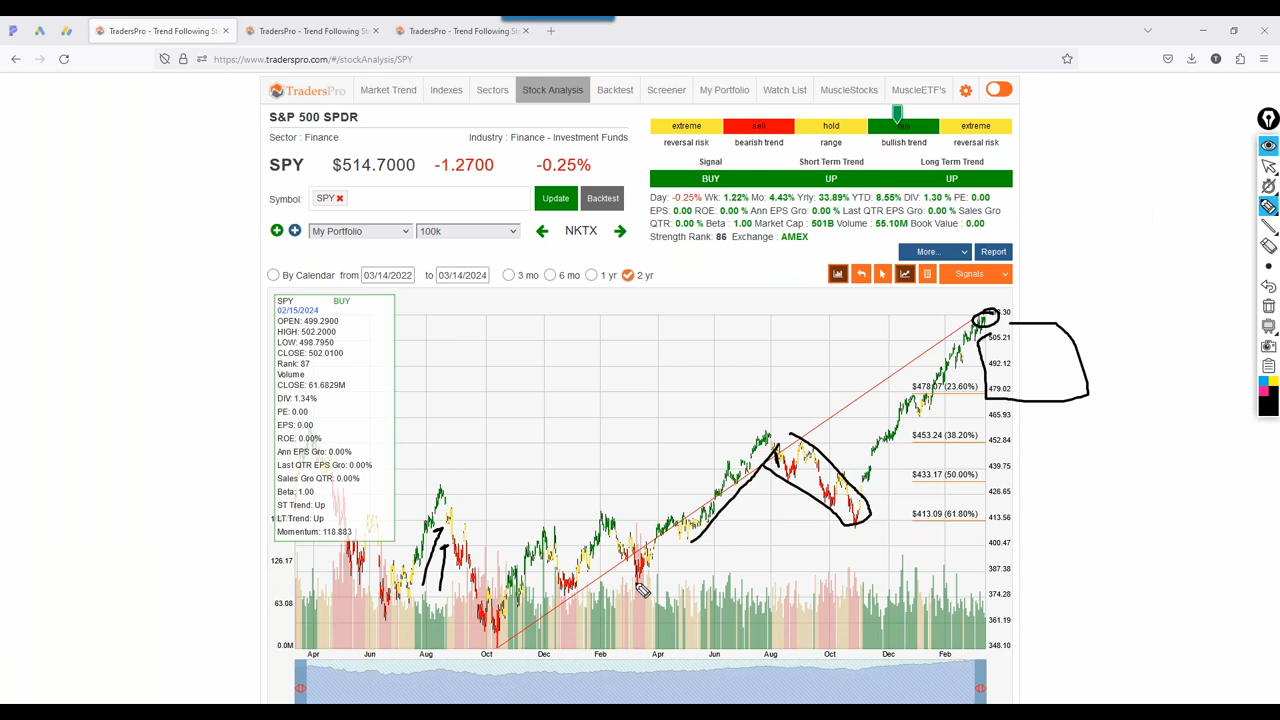 TradersPro - Trend Following St
TradersPro - Trend Following St
TradersPro - Trend Following St
https://www.traderspro.com/#/stockAnalysis/SPY
TradersPro Market Trend Indexes Sectors Stock Analysis Backtest Screener My Portfolio Watch List MuscleStocks MuscleETF's
S&P 500 SPDR
extreme sell hold buy extreme
Sector : Finance Industry : Finance - Investment Funds
reversal risk bearish trend range bullish trend reversal risk
SPY $514.7000 -1.2700 -0.25%
Signal Short Term Trend Long Term Trend
BUY UP UP
Symbol: SPY Update Backtest
Day: -0.25% Wk: 1.22% Mo: 4.43% Yrly: 33.89% YTD: 8.55% DIV: 1.30 % PE: 0.00
EPS: 0.00 ROE: 0.00 % Ann EPS Gro: 0.00 % Last QTR EPS Gro: 0.00 % Sales Gro
QTR: 0.00 % Beta : 1.00 Market Cap : 501B Volume : 55.10M Book Value : 0.00
Strength Rank: 86 Exchange : AMEX
My Portfolio 100k NKTX
More... Report
By Calendar from 03/14/2022 to 03/14/2024 3 mo 6 mo 1 yr 2 yr Signals
SPY BUY
02/15/2024
OPEN: 499.2900
HIGH: 502.2000
LOW: 498.7950
CLOSE: 502.0100
Rank: 87
Volume
CLOSE: 61.6829M
DIV: 1.34%
PE: 0.00
EPS: 0.00
ROE: 0.00%
Ann EPS Gro: 0.00%
Last QTR EPS Gro: 0.00%
Sales Gro QTR: 0.00%
Beta: 1.00
ST Trend: Up
LT Trend: Up
Momentum: 118.883
505.21
492.12
479.02
465.93
452.84
439.75
426.65
413.56
400.47
387.38
374.28
361.19
348.10
$478.07 (23.60%)
$453.24 (38.20%)
$433.17 (50.00%)
$413.09 (61.80%)
126.17
63.08
0.0M
Apr Jun Aug Oct Dec Feb Apr Jun Aug Oct Dec Feb